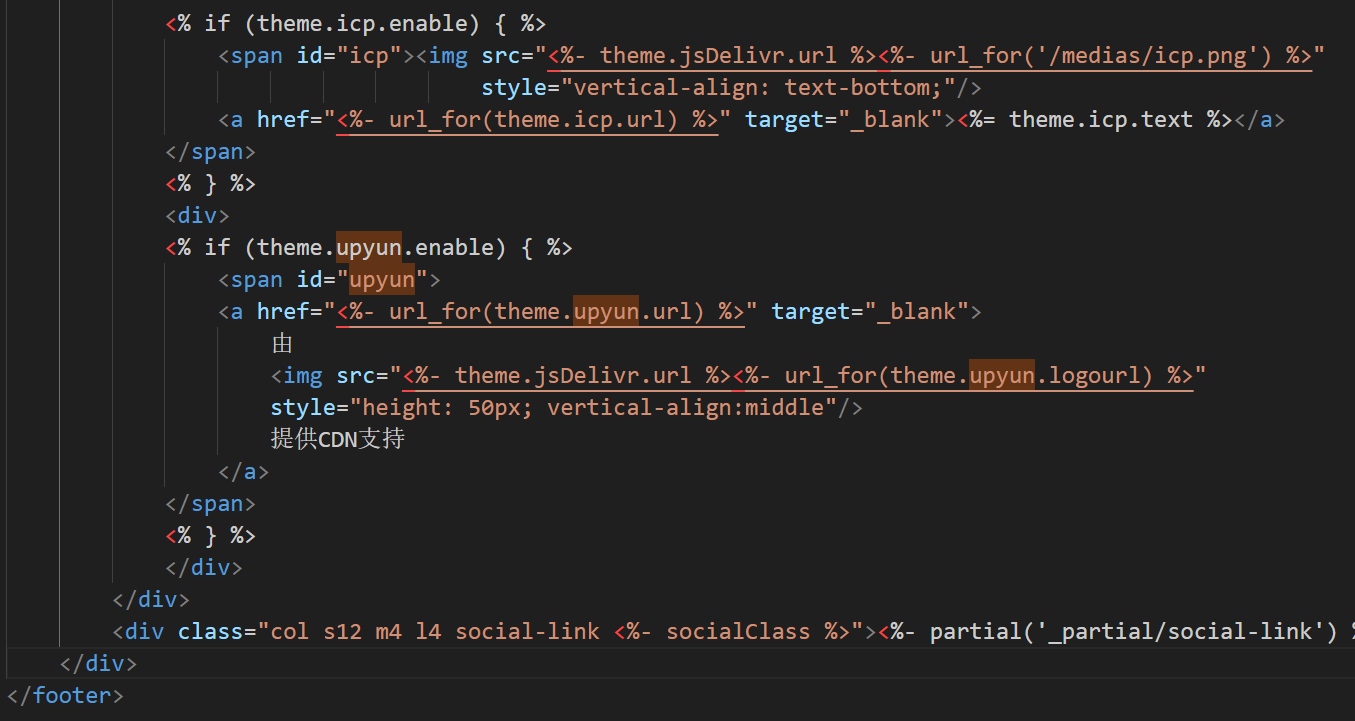 <% if (theme.icp.enable) { %>
<span id="icp"><img src="<%- theme.jsDelivr.url %><%- url_for('/medias/icp.png') %>"
style="vertical-align: text-bottom;"/>
<a href="<%- url_for(theme.icp.url) %>" target="_blank"><%= theme.icp.text %></a>
</span>
<% } %>
<div>
<% if (theme.upyun.enable) { %>
<span id="upyun">
<a href="<%- url_for(theme.upyun.url) %>" target="_blank">
由
<img src="<%- theme.jsDelivr.url %><%- url_for(theme.upyun.logourl) %>"
style="height: 50px; vertical-align:middle"/>
提供CDN支持
</a>
</span>
<% } %>
</div>
</div>
<div class="col s12 m4 l4 social-link <%- socialClass %>"><%- partial('_partial/social-link')
</div>
</footer>